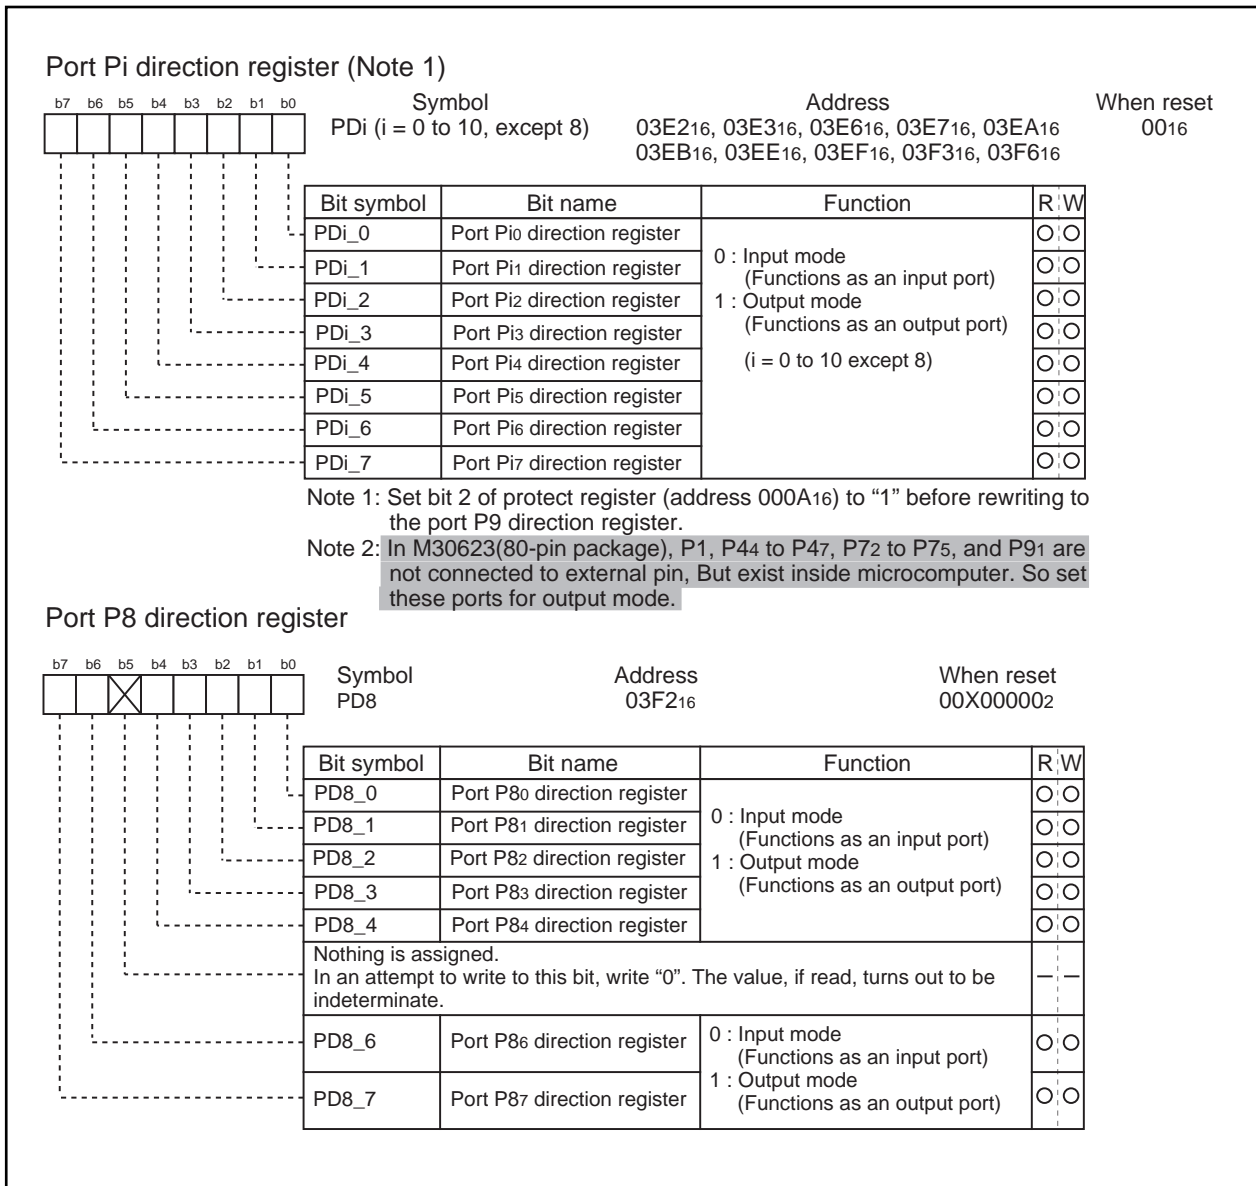 Port Pi direction register (Note 1)
b7 b6 b5 b4 b3 b2 b1 b0
Symbol Address When reset
PDi (i = 0 to 10, except 8) 03E216, 03E316, 03E616, 03E716, 03EA16 0016
03EB16, 03EE16, 03EF16, 03F316, 03F616
Bit symbol Bit name Function R W
PDi_0 Port Pi0 direction register
PDi_1 Port Pi1 direction register
PDi_2 Port Pi2 direction register
PDi_3 Port Pi3 direction register
PDi_4 Port Pi4 direction register
PDi_5 Port Pi5 direction register
PDi_6 Port Pi6 direction register
PDi_7 Port Pi7 direction register
0 : Input mode
(Functions as an input port)
1 : Output mode
(Functions as an output port)
(i = 0 to 10 except 8)
Note 1: Set bit 2 of protect register (address 000A16) to “1” before rewriting to
the port P9 direction register.
Note 2: In M30623(80-pin package), P1, P44 to P47, P72 to P75, and P91 are
not connected to external pin, But exist inside microcomputer. So set
these ports for output mode.
Port P8 direction register
b7 b6 b5 b4 b3 b2 b1 b0
Symbol Address When reset
PD8 03F216 00X000002
Bit symbol Bit name Function R W
PD8_0 Port P80 direction register
PD8_1 Port P81 direction register
PD8_2 Port P82 direction register
PD8_3 Port P83 direction register
PD8_4 Port P84 direction register
0 : Input mode
(Functions as an input port)
1 : Output mode
(Functions as an output port)
Nothing is assigned.
In an attempt to write to this bit, write “0”. The value, if read, turns out to be
indeterminate.
– –
PD8_6 Port P86 direction register
PD8_7 Port P87 direction register
0 : Input mode
(Functions as an input port)
1 : Output mode
(Functions as an output port)